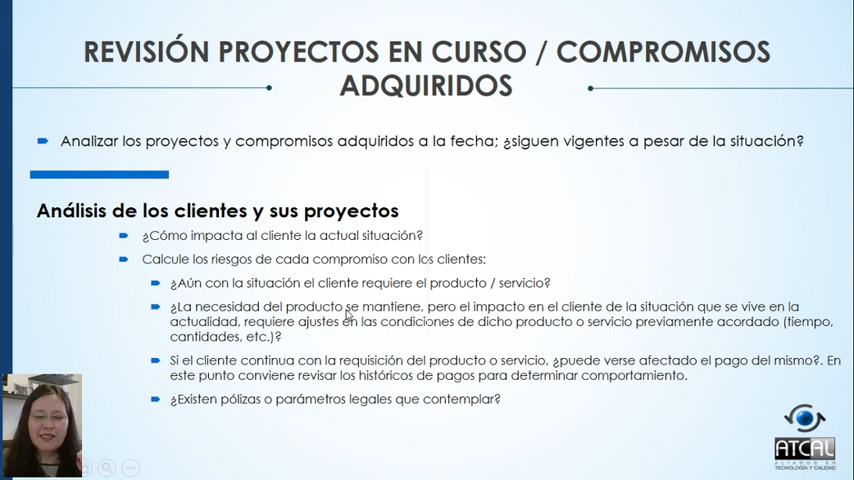 REVISIÓN PROYECTOS EN CURSO / COMPROMISOS
ADQUIRIDOS
Analizar los proyectos y compromisos adquiridos a la fecha; ¿siguen vigentes a pesar de la situación?
Análisis de los clientes y sus proyectos
¿Cómo impacta al cliente la actual situación?
Calcule los riesgos de cada compromiso con los clientes:
¿Aún con la situación el cliente requiere el producto / servicio?
¿La necesidad del producto se mantiene, pero el impacto en el cliente de la situación que se vive en la
actualidad, requiere ajustes en las condiciones de dicho producto o servicio previamente acordado (tiempo,
cantidades, etc.)?
Si el cliente continua con la requisición del producto o servicio, ¿puede verse afectado el pago del mismo?. En
este punto conviene revisar los históricos de pagos para determinar comportamiento.
¿Existen pólizas o parámetros legales que contemplar?
ATCAL
ALIADOS EN
TECNOLOGÍA Y CALIDAD